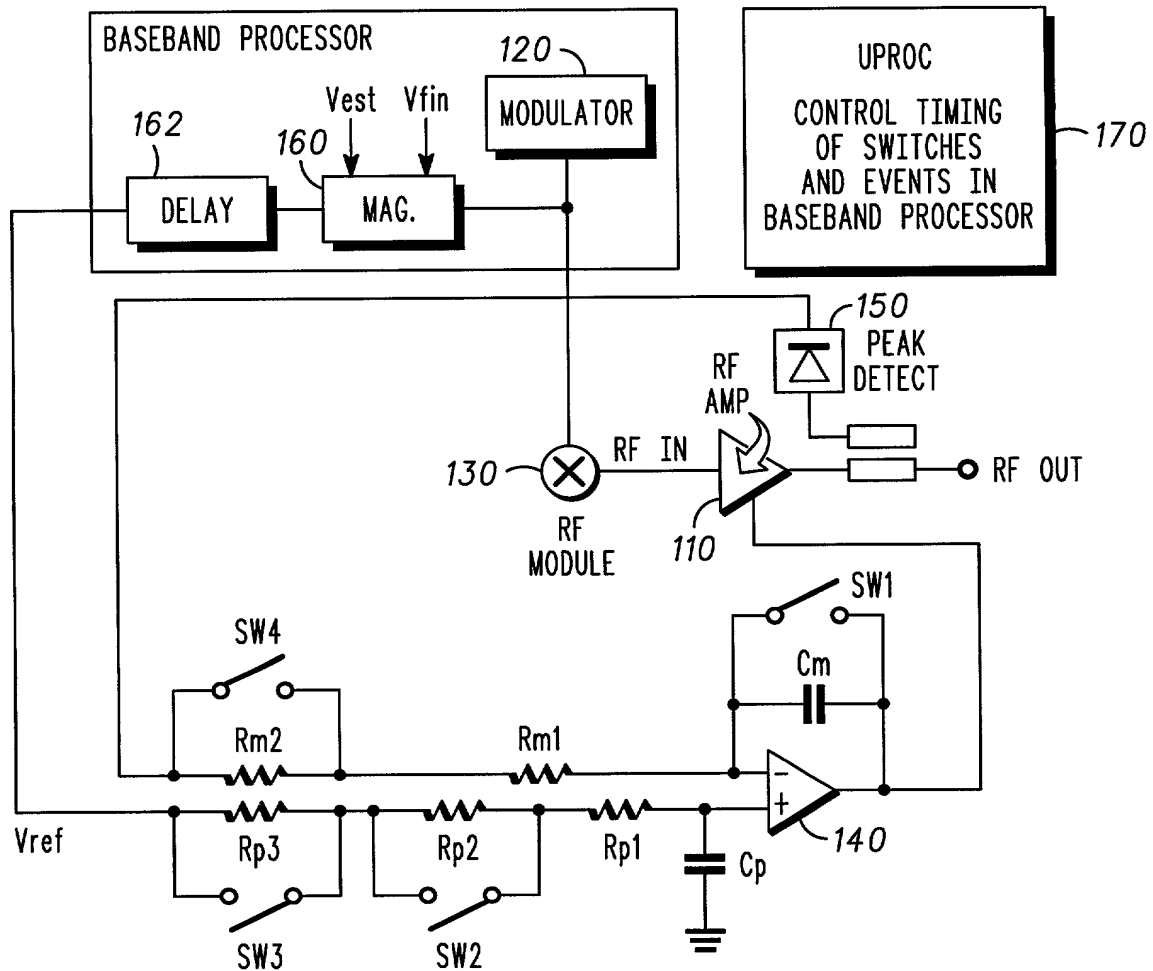 BASEBAND PROCESSOR
120
UPROC
CONTROL TIMING
OF SWITCHES
AND EVENTS IN
BASEBAND PROCESSOR
170
Vest
Vfin
MODULATOR
162
160
DELAY
MAG.
150
PEAK
DETECT
RF
AMP
130
RF IN
RF OUT
RF
MODULE
110
SW1
SW4
Cm
Rm2
Rm1
−
+
Vref
Rp3
Rp2
Rp1
Cp
140
SW3
SW2